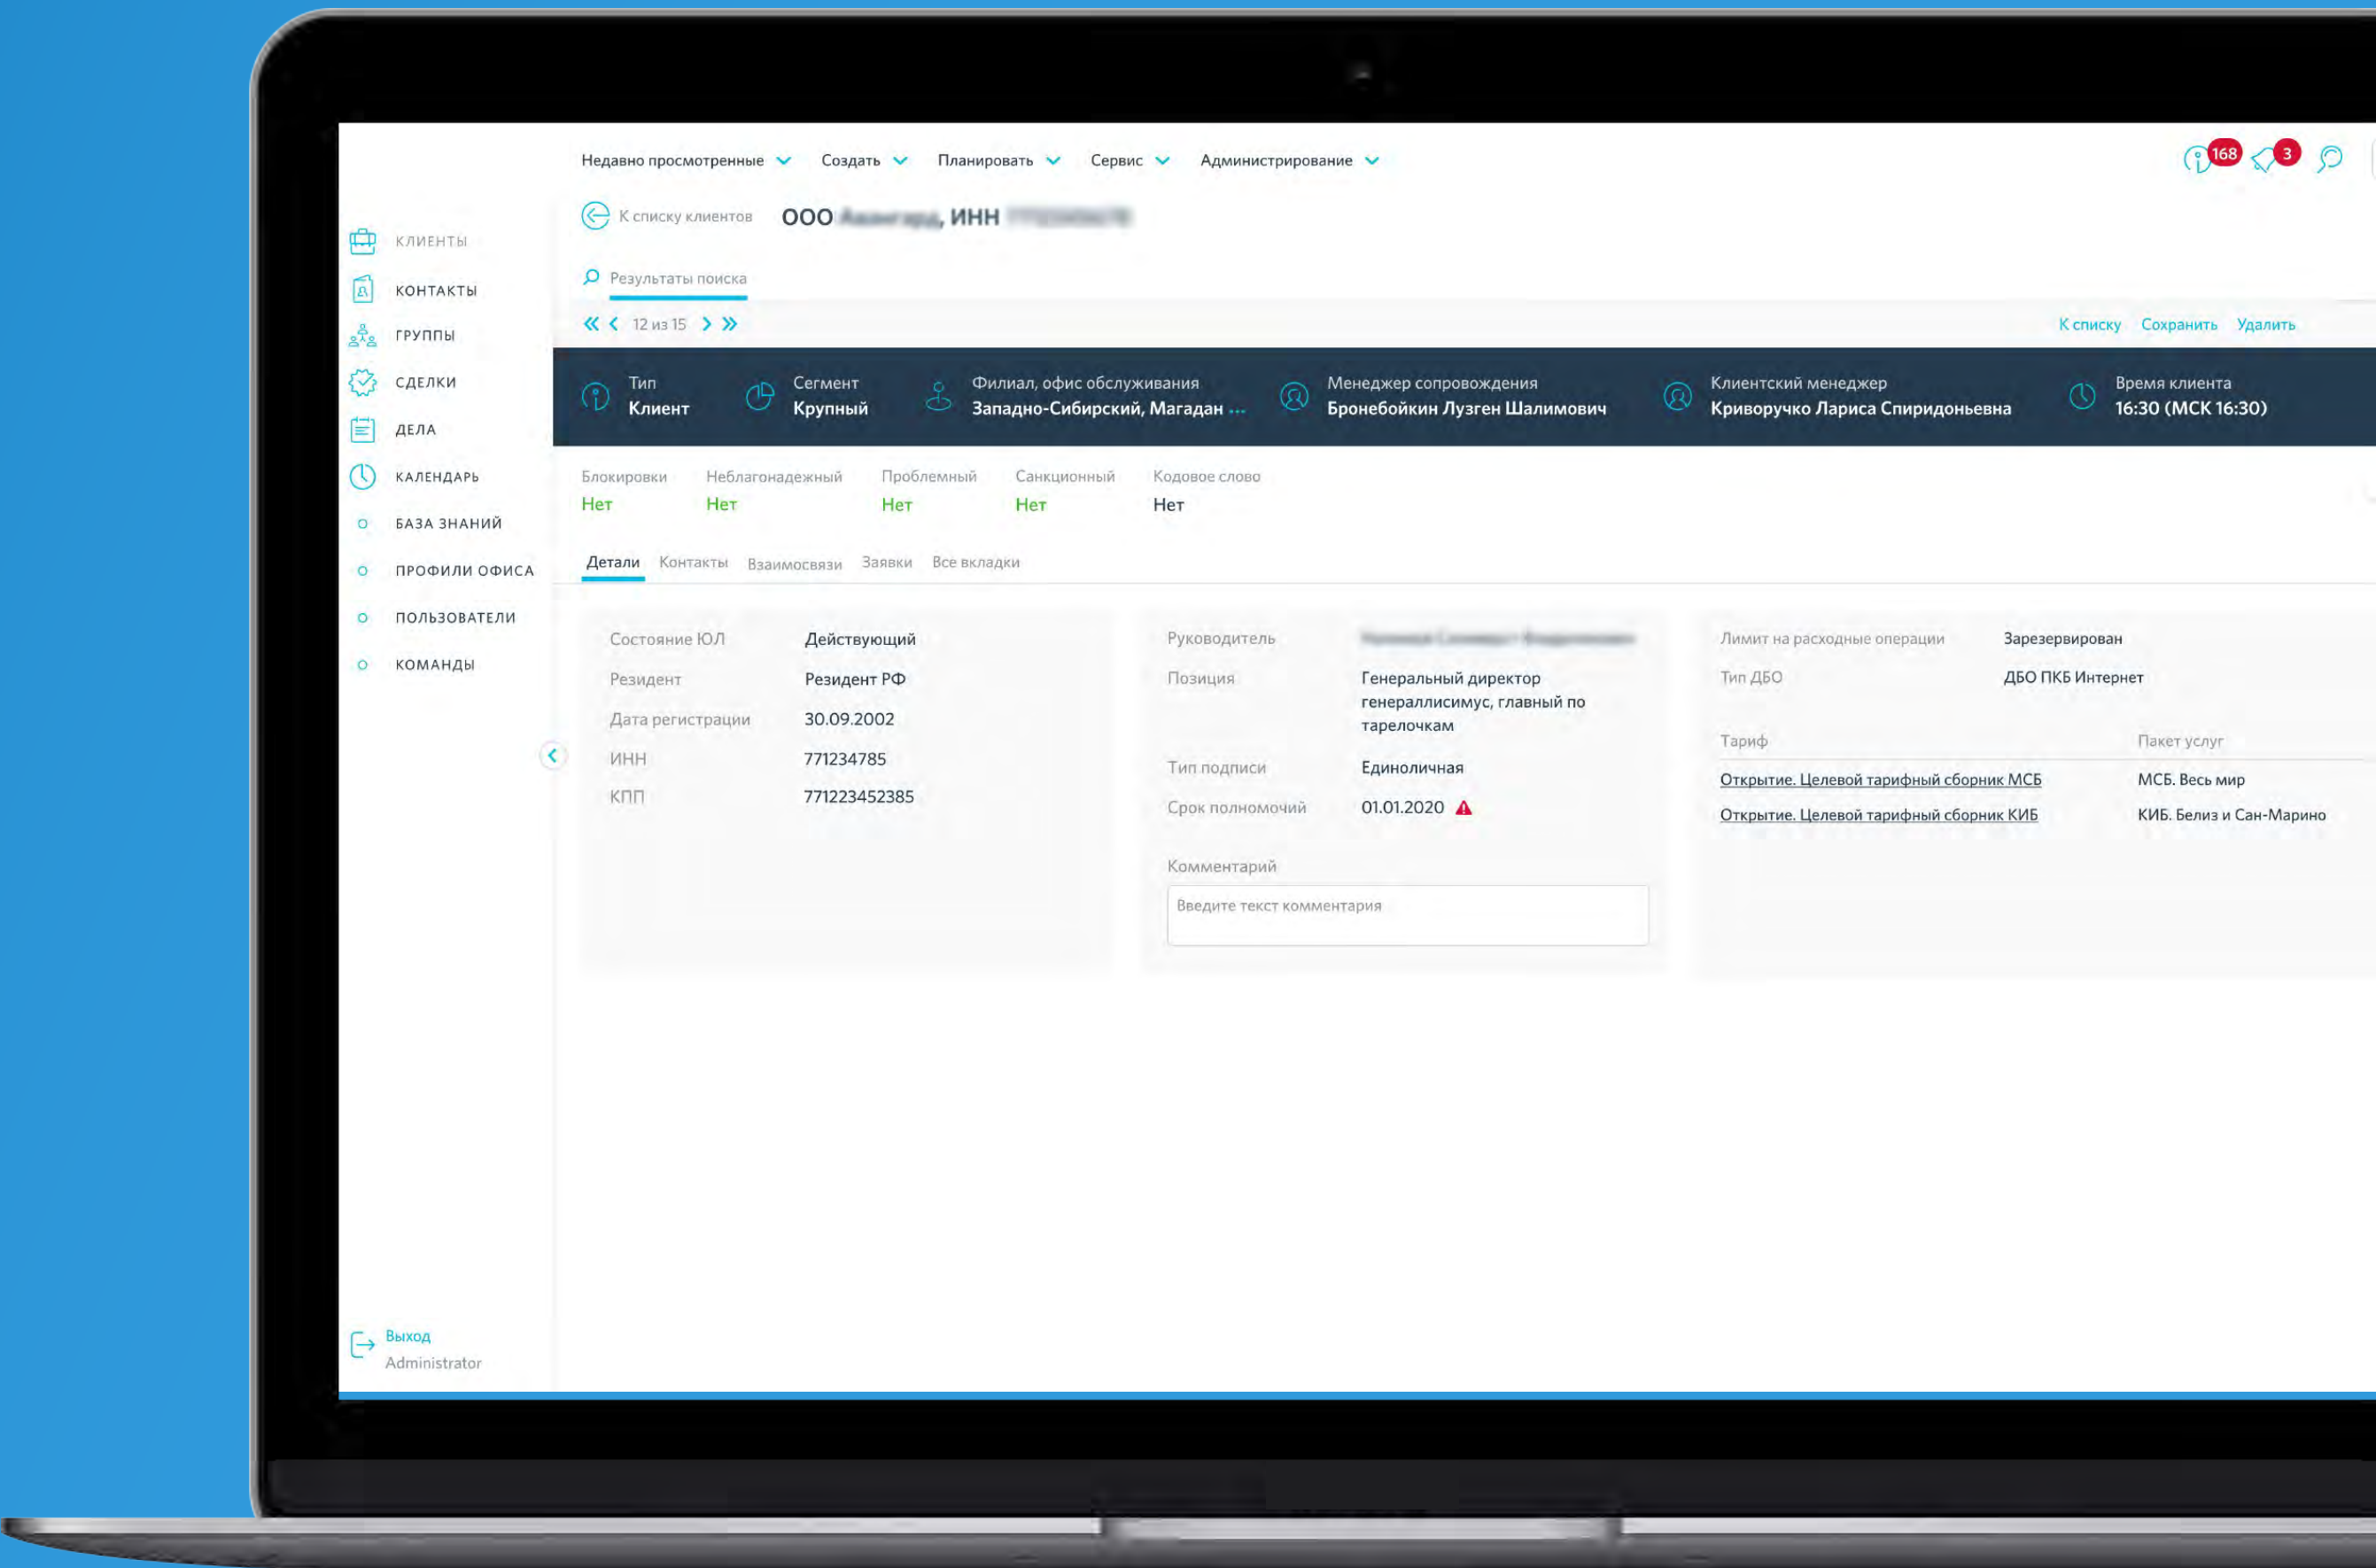 Недавно просмотренные Создать Планировать Сервис Администрирование 168 3
К списку клиентов ООО , ИНН
Результаты поиска
12 из 15 К списку Сохранить Удалить
КЛИЕНТЫ
КОНТАКТЫ
ГРУППЫ
СДЕЛКИ
ДЕЛА
КАЛЕНДАРЬ
БАЗА ЗНАНИЙ
ПРОФИЛИ ОФИСА
ПОЛЬЗОВАТЕЛИ
КОМАНДЫ
Тип
Клиент
Сегмент
Крупный
Филиал, офис обслуживания
Западно-Сибирский, Магадан ...
Менеджер сопровождения
Бронебойкин Лузген Шалимович
Клиентский менеджер
Криворучко Лариса Спиридоньевна
Время клиента
16:30 (МСК 16:30)
Блокировки Неблагонадежный Проблемный Санкционный Кодовое слово
Нет Нет Нет Нет Нет
Детали Контакты Взаимосвязи Заявки Все вкладки
Состояние ЮЛ Действующий
Резидент Резидент РФ
Дата регистрации 30.09.2002
ИНН 771234785
КПП 771223452385
Руководитель
Позиция Генеральный директор
генераллисимус, главный по
тарелочкам
Тип подписи Единоличная
Срок полномочий 01.01.2020
Комментарий
Введите текст комментария
Лимит на расходные операции Зарезервирован
Тип ДБО ДБО ПКБ Интернет
Тариф Пакет услуг
Открытие. Целевой тарифный сборник МСБ МСБ. Весь мир
Открытие. Целевой тарифный сборник КИБ КИБ. Белиз и Сан-Марино
Выход
Administrator